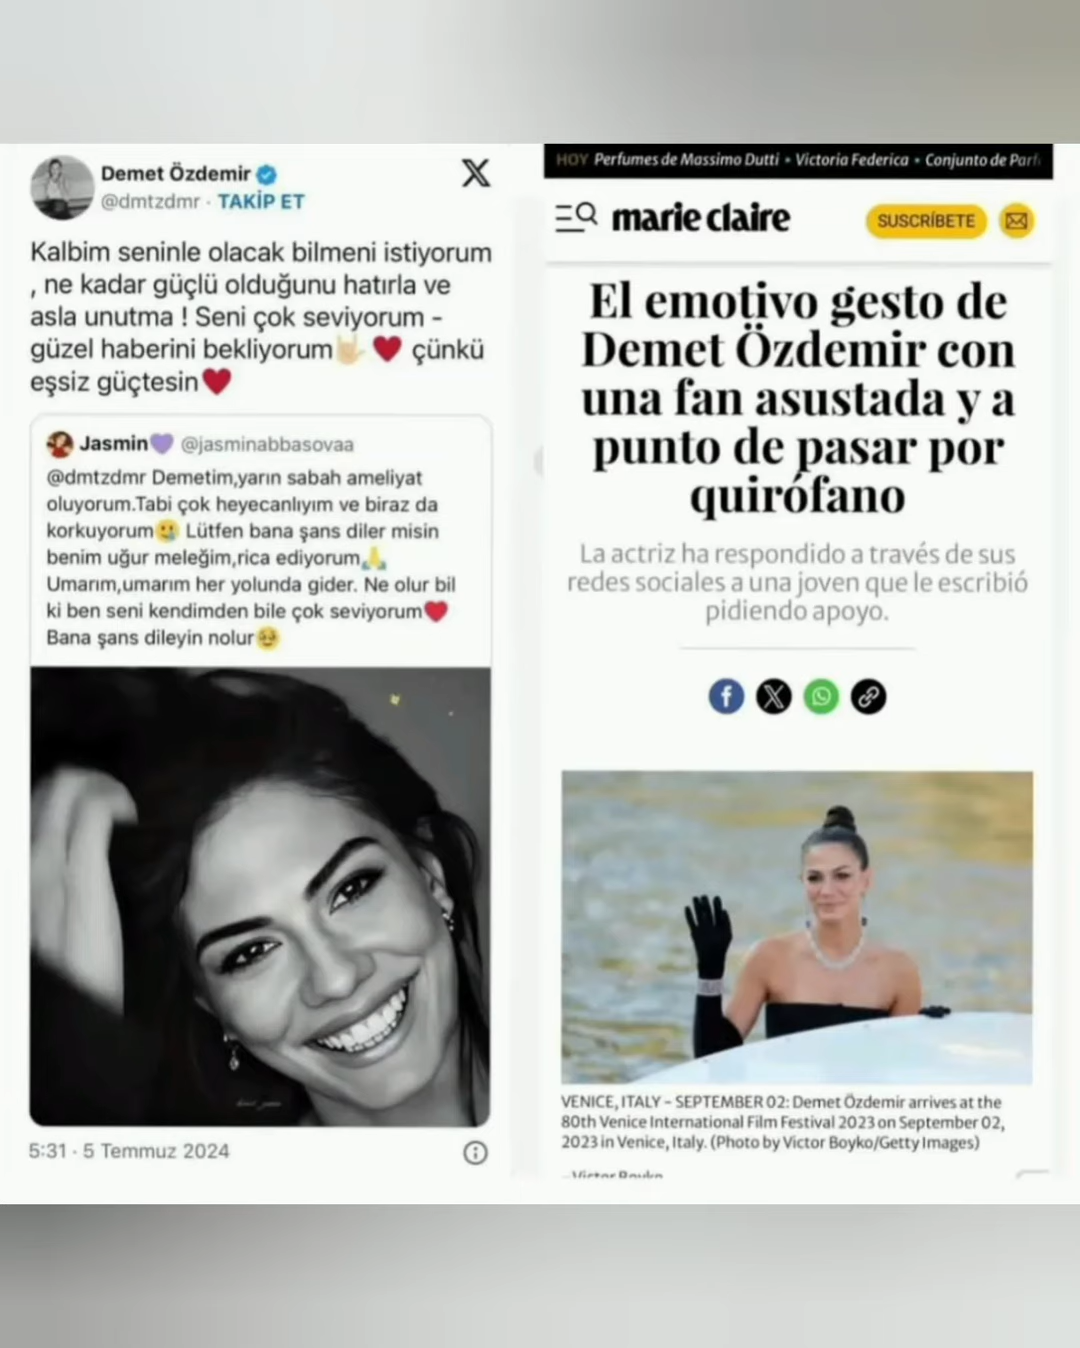 Demet Özdemir
@dmtzdmr · TAKİP ET
Kalbim seninle olacak bilmeni istiyorum
, ne kadar güçlü olduğunu hatırla ve
asla unutma ! Seni çok seviyorum -
güzel haberini bekliyorum🤟🏻 ♥️ çünkü
eşsiz güçtesin♥️
Jasmin💜 @jasminabbasovaa
@dmtzdmr Demetim,yarın sabah ameliyat
oluyorum.Tabi çok heyecanlıyım ve biraz da
korkuyorum🥲 Lütfen bana şans diler misin
benim uğur meleğim,rica ediyorum🙏
Umarım,umarım her yolunda gider. Ne olur bil
ki ben seni kendimden bile çok seviyorum♥️
Bana şans dileyin nolur🥹
5:31 · 5 Temmuz 2024
HOY Perfumes de Massimo Dutti • Victoria Federica • Conjunto de
marie claire
SUSCRÍBETE
El emotivo gesto de
Demet Özdemir con
una fan asustada y a
punto de pasar por
quirófano
La actriz ha respondido a través de sus
redes sociales a una joven que le escribió
pidiendo apoyo.
VENICE, ITALY - SEPTEMBER 02: Demet Özdemir arrives at the
80th Venice International Film Festival 2023 on September 02,
2023 in Venice, Italy. (Photo by Victor Boyko/Getty Images)